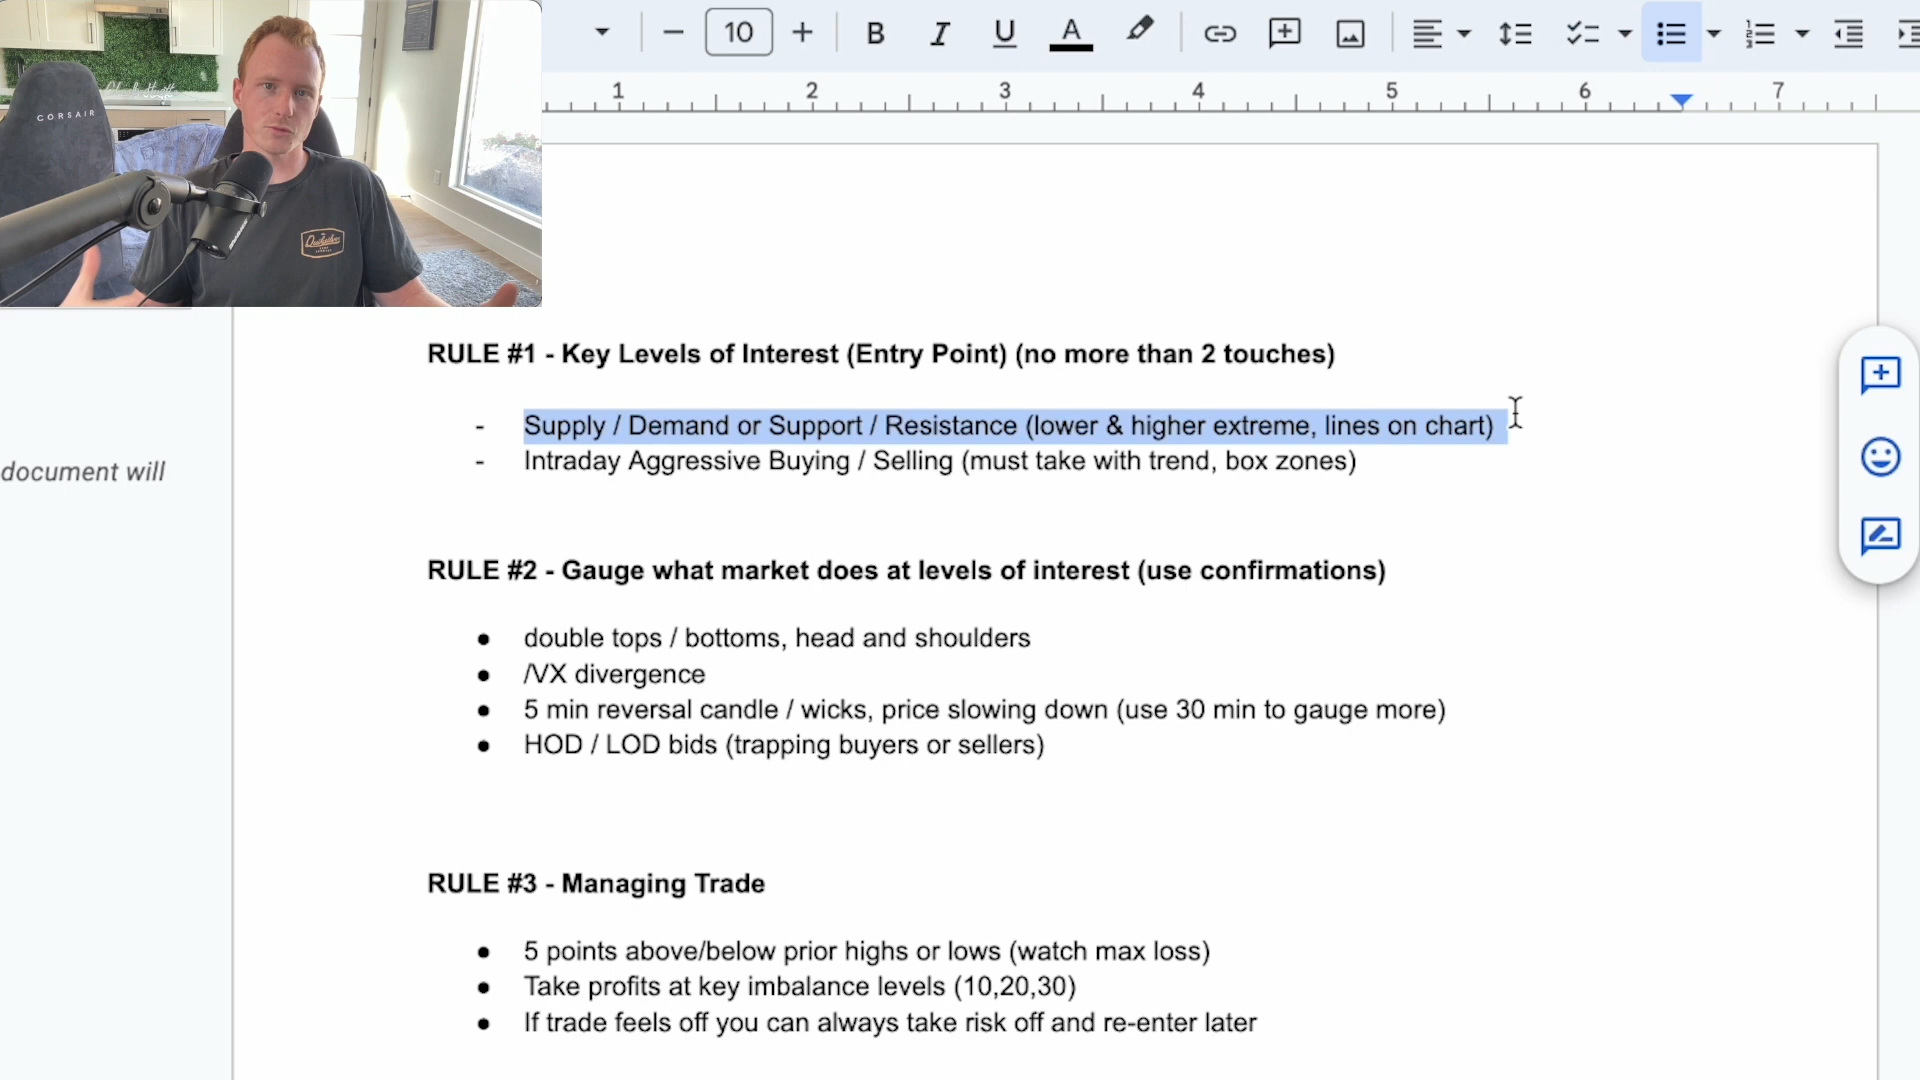 CORSAIR
Quiksilver
10
B I U A
1 2 3 4 5 6 7
document will
RULE #1 - Key Levels of Interest (Entry Point) (no more than 2 touches)
- Supply / Demand or Support / Resistance (lower & higher extreme, lines on chart)
- Intraday Aggressive Buying / Selling (must take with trend, box zones)
RULE #2 - Gauge what market does at levels of interest (use confirmations)
● double tops / bottoms, head and shoulders
● /VX divergence
● 5 min reversal candle / wicks, price slowing down (use 30 min to gauge more)
● HOD / LOD bids (trapping buyers or sellers)
RULE #3 - Managing Trade
● 5 points above/below prior highs or lows (watch max loss)
● Take profits at key imbalance levels (10,20,30)
● If trade feels off you can always take risk off and re-enter later